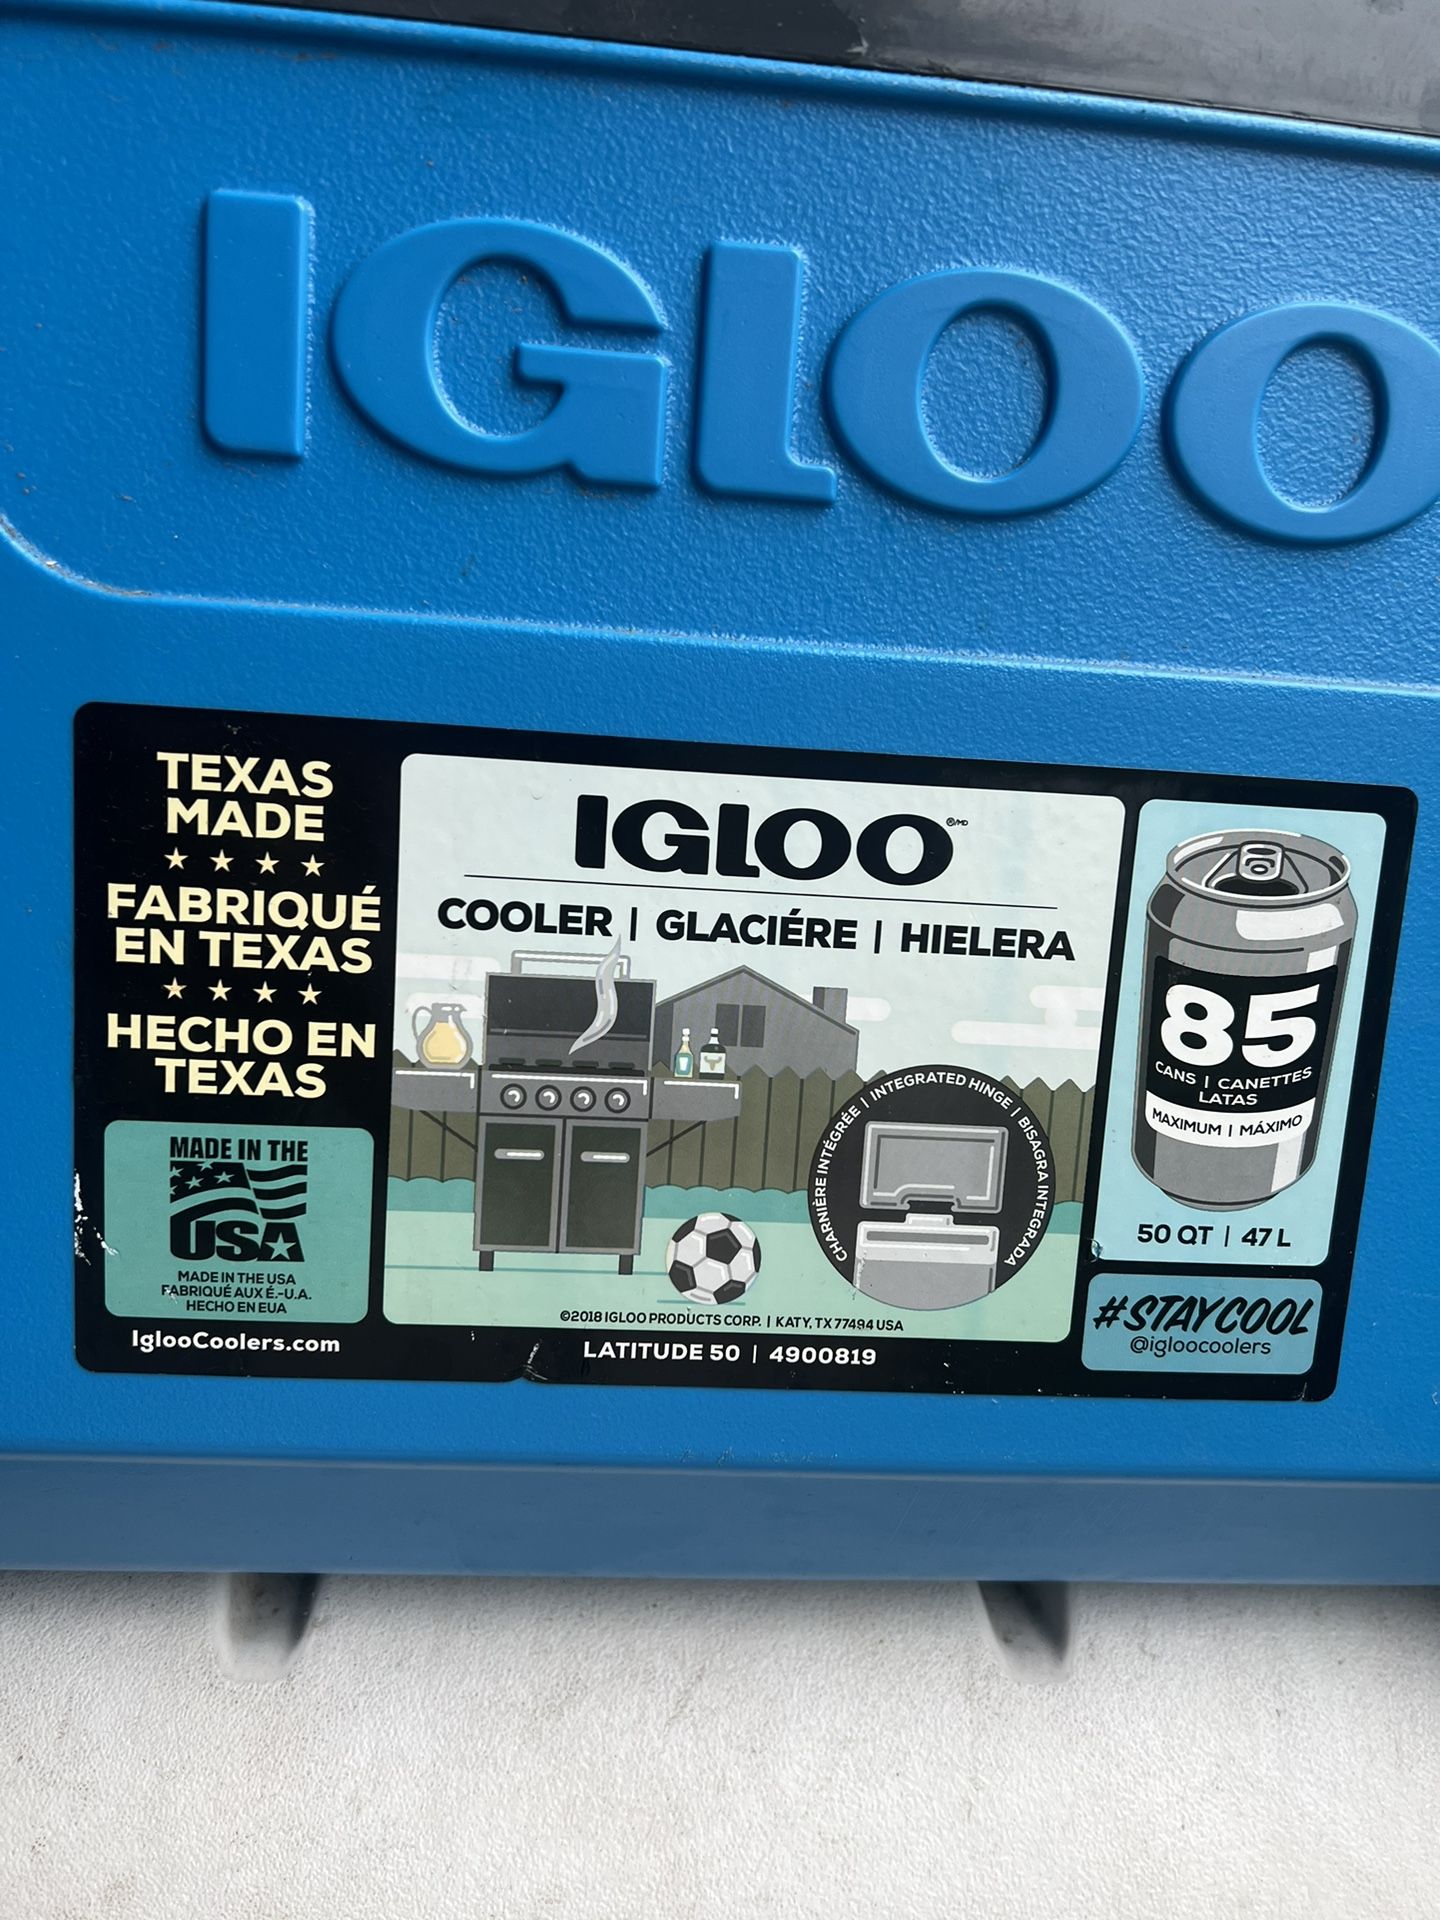 IGLOO
TEXAS
MADE
FABRIQUÉ
EN TEXAS
HECHO EN
TEXAS
MADE IN THE
USA
MADE IN THE USA
FABRIQUÉ AUX É.-U.A.
HECHO EN EUA
IglooCoolers.com
IGLOO®/MD
COOLER | GLACIÉRE | HIELERA
CHARNIÈRE INTÉGRÉE | INTEGRATED HINGE | BISAGRA INTEGRADA
©2018 IGLOO PRODUCTS CORP. | KATY, TX 77494 USA
LATITUDE 50 | 4900819
85
CANS | CANETTES
LATAS
MAXIMUM | MÁXIMO
50 QT | 47 L
#STAYCOOL
@igloocoolers